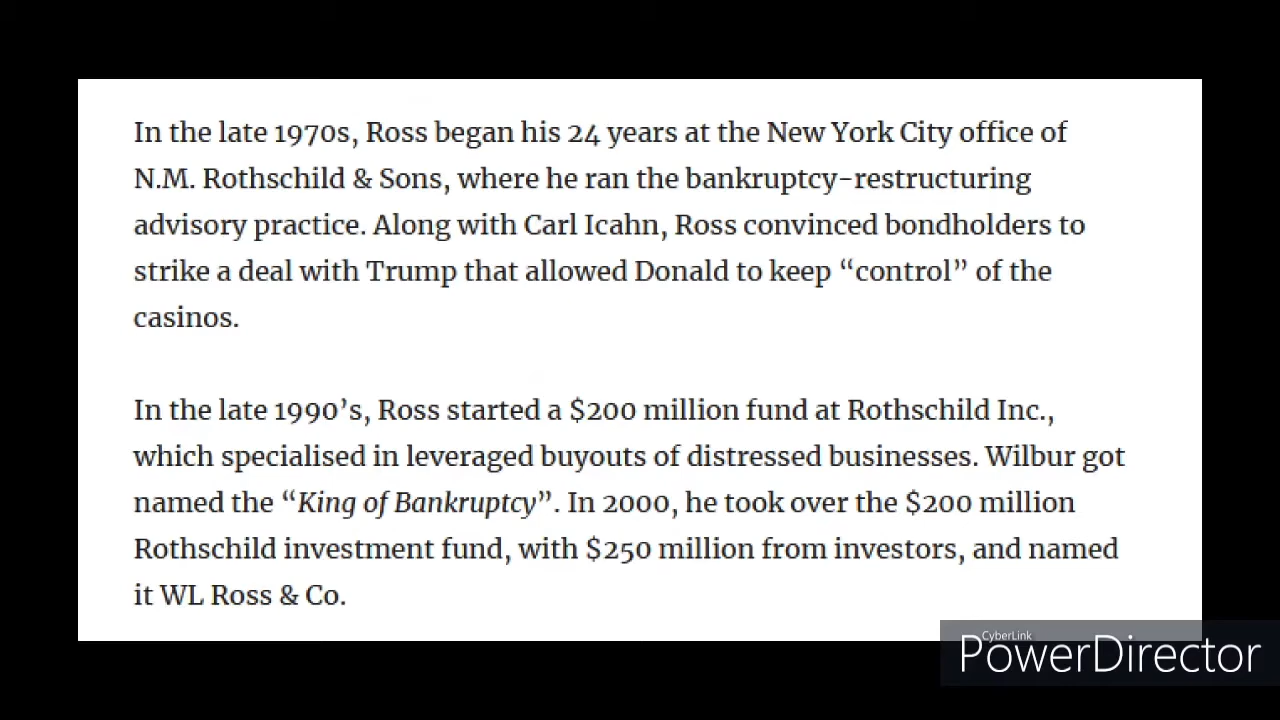 In the late 1970s, Ross began his 24 years at the New York City office of
N.M. Rothschild & Sons, where he ran the bankruptcy-restructuring
advisory practice. Along with Carl Icahn, Ross convinced bondholders to
strike a deal with Trump that allowed Donald to keep “control” of the
casinos.
In the late 1990’s, Ross started a $200 million fund at Rothschild Inc.,
which specialised in leveraged buyouts of distressed businesses. Wilbur got
named the “King of Bankruptcy”. In 2000, he took over the $200 million
Rothschild investment fund, with $250 million from investors, and named
it WL Ross & Co.
CyberLink
PowerDirector